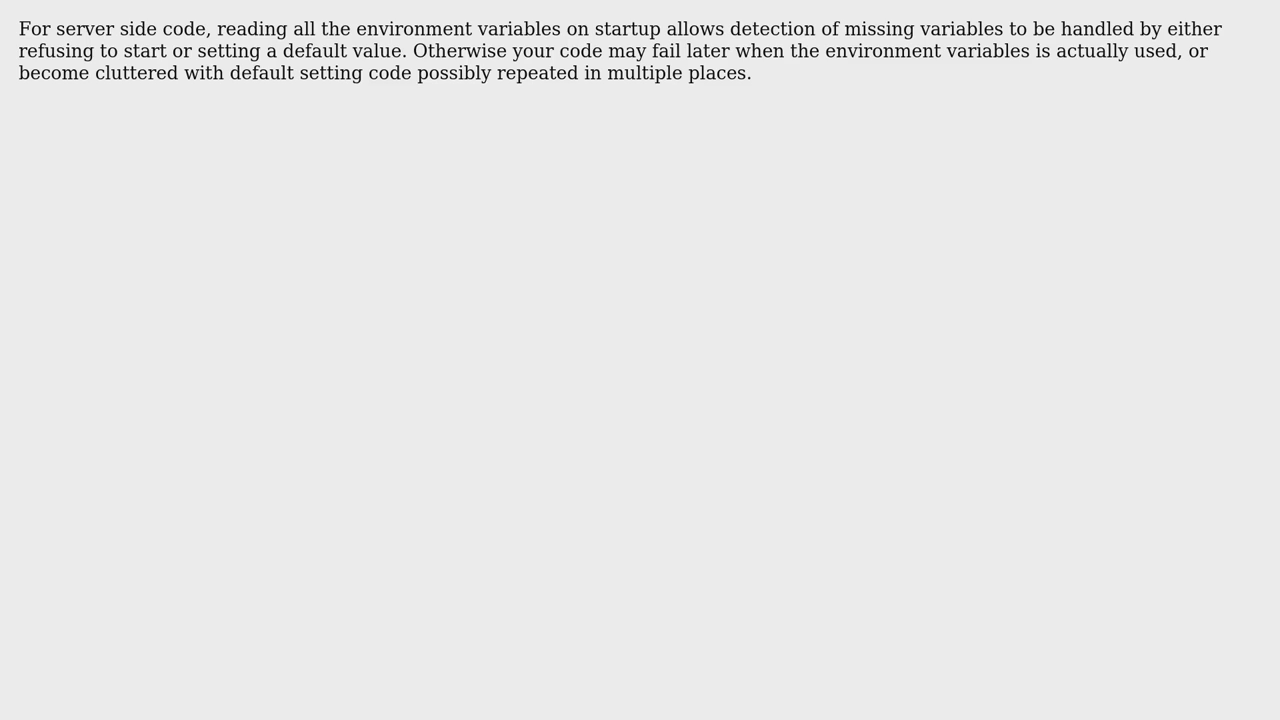 For server side code, reading all the environment variables on startup allows detection of missing variables to be handled by either
refusing to start or setting a default value. Otherwise your code may fail later when the environment variables is actually used, or
become cluttered with default setting code possibly repeated in multiple places.